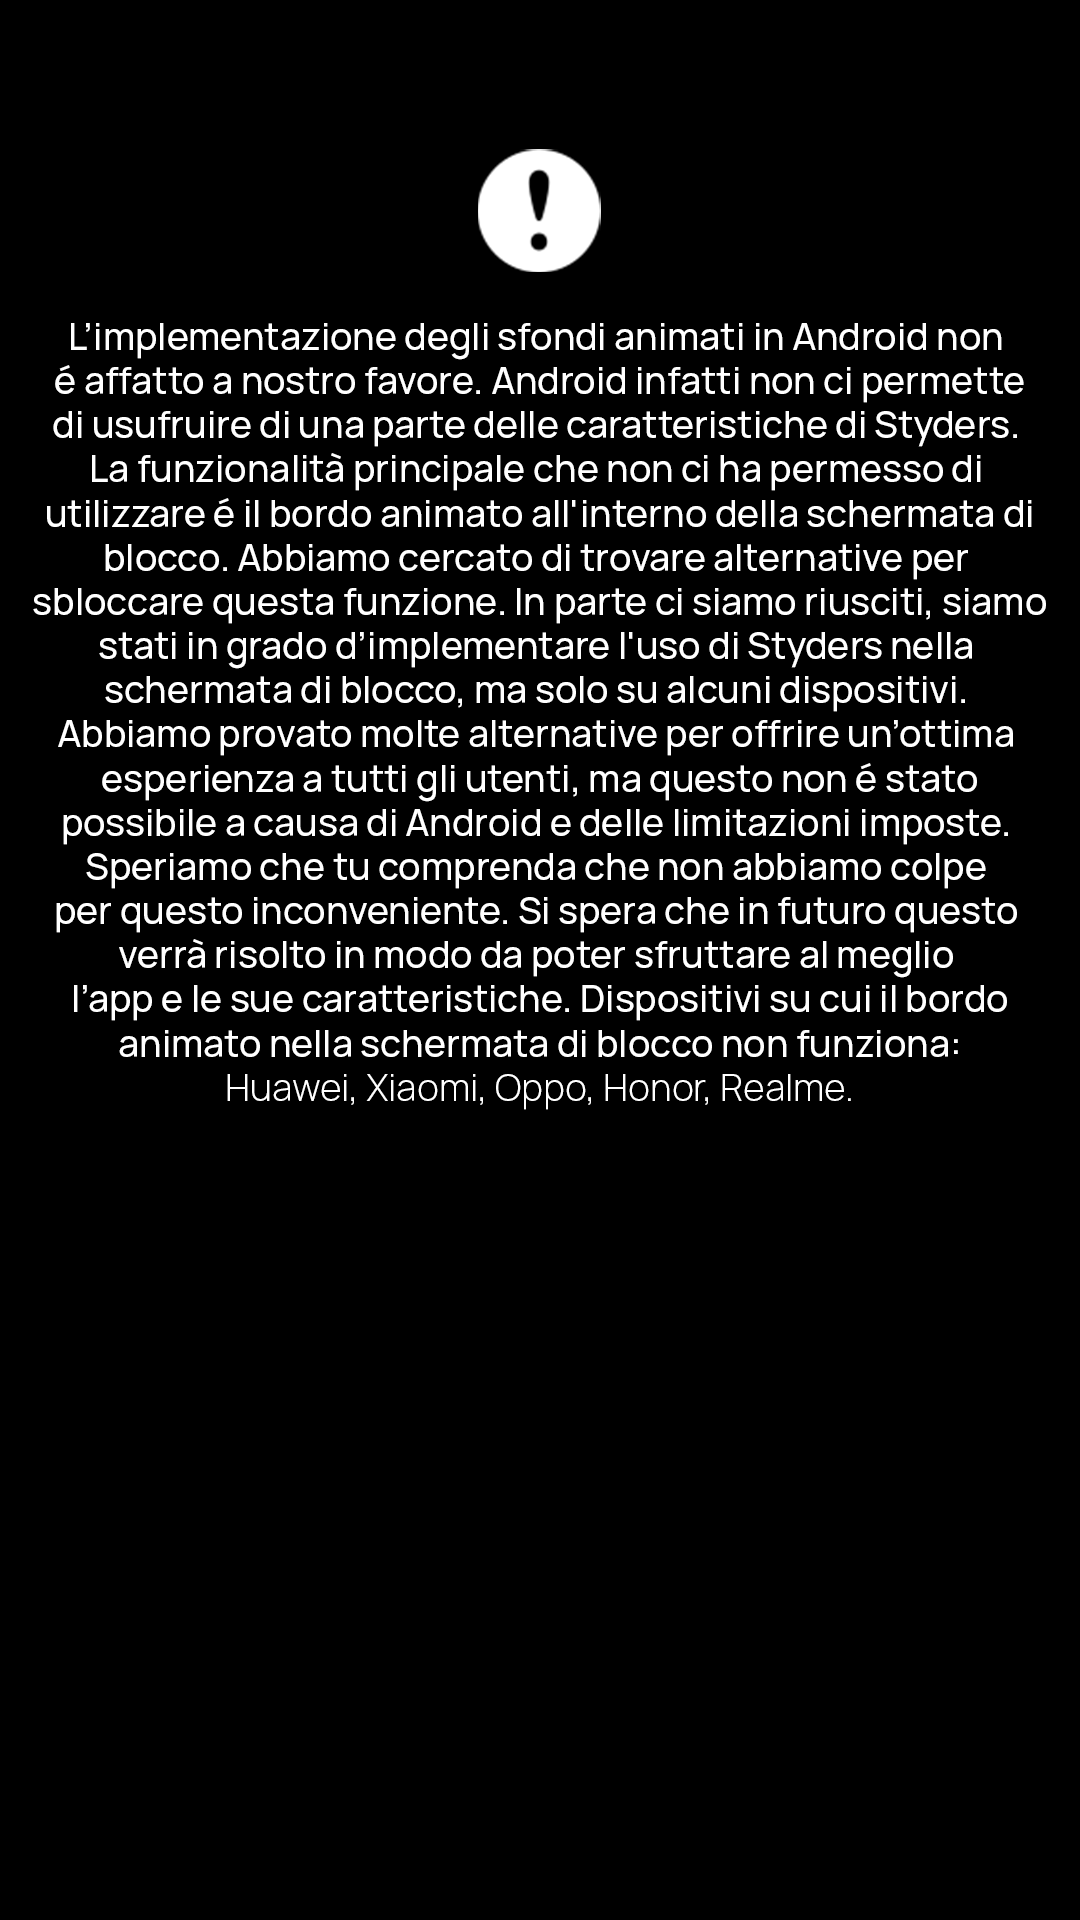 L’implementazione degli sfondi animati in Android non
é affatto a nostro favore. Android infatti non ci permette
di usufruire di una parte delle caratteristiche di Styders.
La funzionalità principale che non ci ha permesso di
utilizzare é il bordo animato all'interno della schermata di
blocco. Abbiamo cercato di trovare alternative per
sbloccare questa funzione. In parte ci siamo riusciti, siamo
stati in grado d’implementare l'uso di Styders nella
schermata di blocco, ma solo su alcuni dispositivi.
Abbiamo provato molte alternative per offrire un’ottima
esperienza a tutti gli utenti, ma questo non é stato
possibile a causa di Android e delle limitazioni imposte.
Speriamo che tu comprenda che non abbiamo colpe
per questo inconveniente. Si spera che in futuro questo
verrà risolto in modo da poter sfruttare al meglio
l’app e le sue caratteristiche. Dispositivi su cui il bordo
animato nella schermata di blocco non funziona:
Huawei, Xiaomi, Oppo, Honor, Realme.